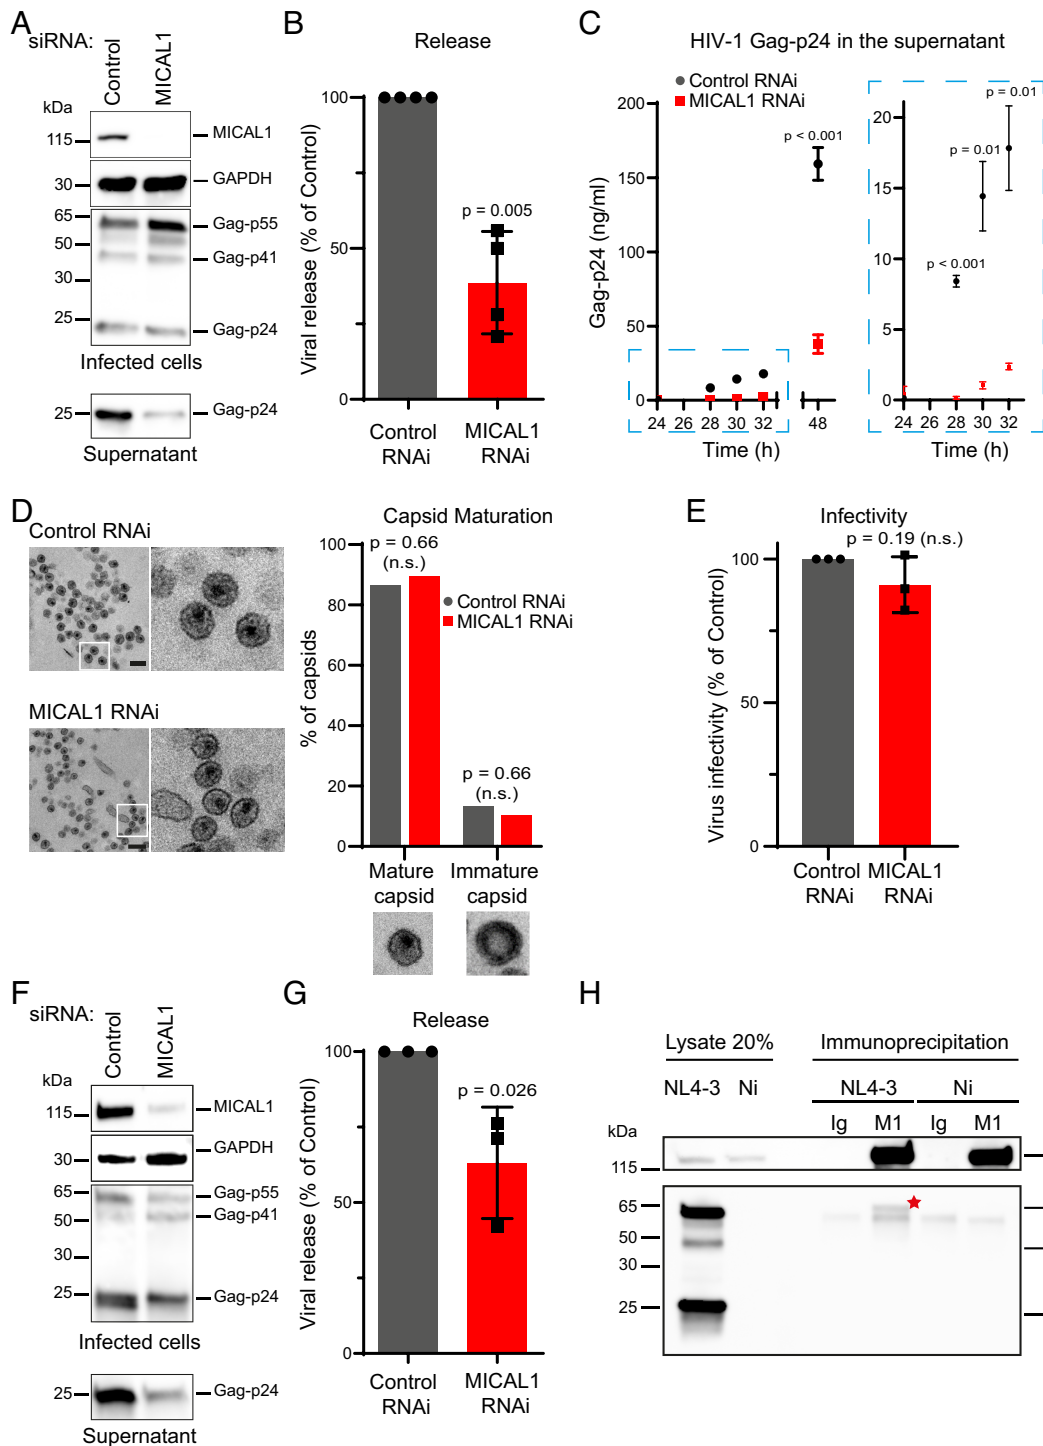 A
siRNA:
Control
MICAL1
kDa
115
MICAL1
30
GAPDH
65
Gag-p55
50
Gag-p41
30
25
Gag-p24
Infected cells
25
Gag-p24
Supernatant
B
Release
Viral release (% of Control)
100
50
0
p = 0.005
Control
RNAi
MICAL1
RNAi
C
HIV-1 Gag-p24 in the supernatant
Control RNAi
MICAL1 RNAi
Gag-p24 (ng/ml)
200
150
100
50
0
p < 0.001
24 26 28 30 32 48
Time (h)
20
15
10
5
0
p < 0.001
p = 0.01
p = 0.01
24 26 28 30 32
Time (h)
D
Control RNAi
MICAL1 RNAi
Capsid Maturation
% of capsids
100
80
60
40
20
0
p = 0.66
(n.s.)
Control RNAi
MICAL1 RNAi
p = 0.66
(n.s.)
Mature
capsid
Immature
capsid
E
Infectivity
p = 0.19 (n.s.)
Virus infectivity (% of Control)
100
50
0
Control
RNAi
MICAL1
RNAi
F
siRNA:
Control
MICAL1
kDa
115
MICAL1
30
GAPDH
65
Gag-p55
50
Gag-p41
30
25
Gag-p24
Infected cells
25
Gag-p24
Supernatant
G
Release
Viral release (% of Control)
100
50
0
p = 0.026
Control
RNAi
MICAL1
RNAi
H
Lysate 20% Immunoprecipitation
NL4-3 Ni NL4-3 Ni
Ig M1 Ig M1
kDa
115
65
50
30
25